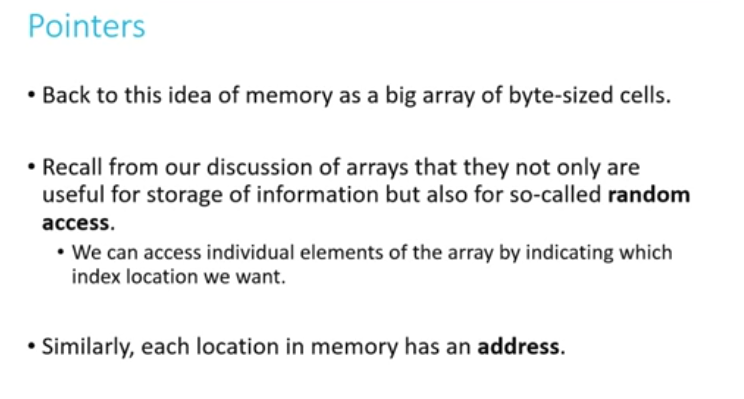 Pointers
• Back to this idea of memory as a big array of byte-sized cells.
• Recall from our discussion of arrays that they not only are
useful for storage of information but also for so-called random
access.
• We can access individual elements of the array by indicating which
index location we want.
• Similarly, each location in memory has an address.